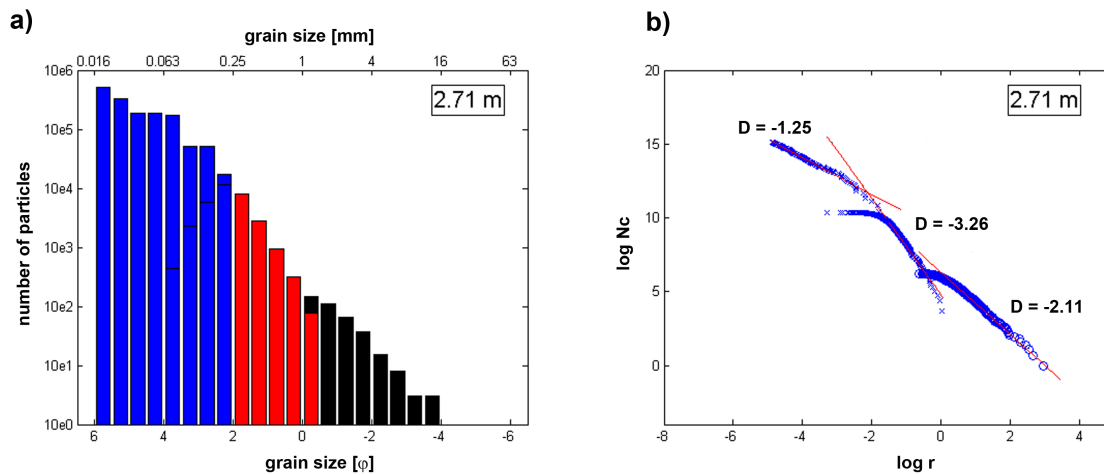 a)
grain size [mm]
0.016 0.063 0.25 1 4 16 63
10e6
10e5
10e4
10e3
10e2
10e1
10e0
number of particles
2.71 m
6 4 2 0 -2 -4 -6
grain size [φ]
b)
20
15
10
5
0
log Nc
2.71 m
D = -1.25
D = -3.26
D = -2.11
-8 -6 -4 -2 0 2 4
log r